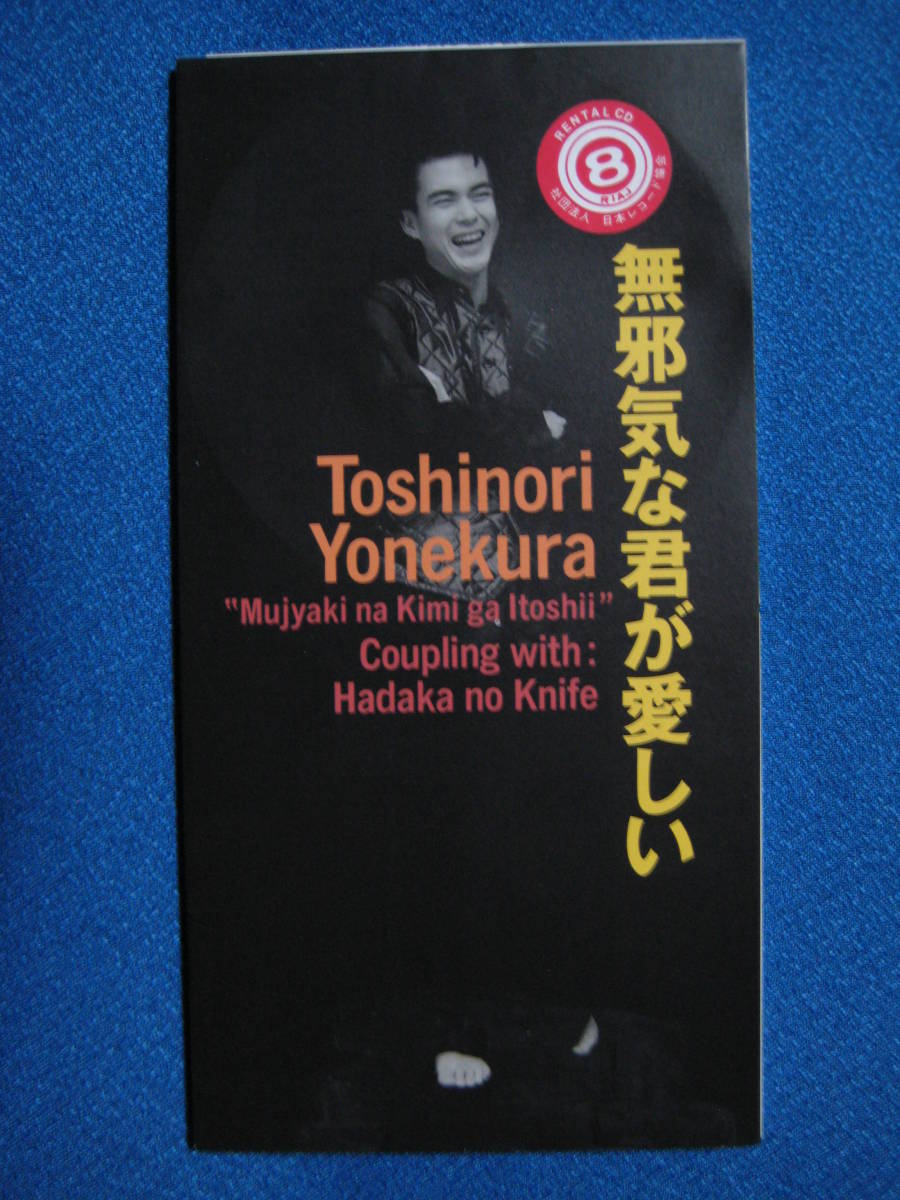 RENTAL CD
8
RIAJ
社団法人 日本レコード協会
無邪気な君が愛しい
Toshinori
Yonekura
"Mujyaki na Kimi ga Itoshii"
Coupling with:
Hadaka no Knife